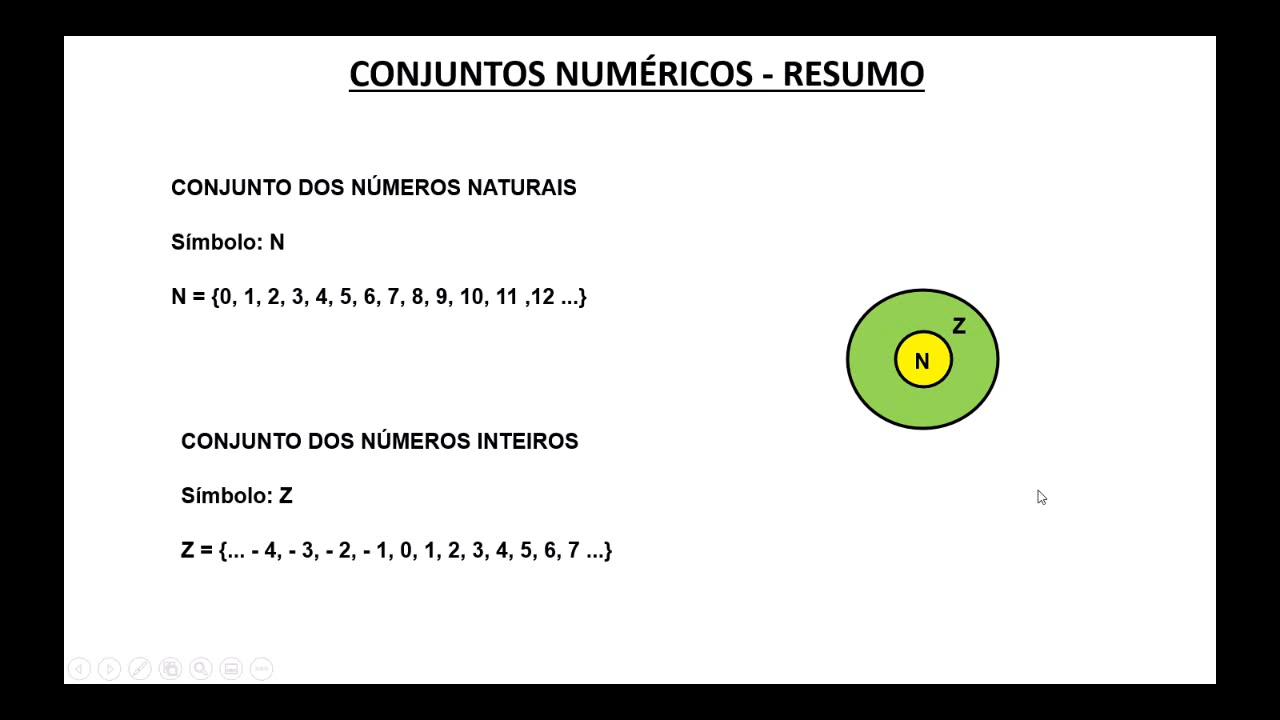 CONJUNTOS NUMÉRICOS - RESUMO
CONJUNTO DOS NÚMEROS NATURAIS
Símbolo: N
N = {0, 1, 2, 3, 4, 5, 6, 7, 8, 9, 10, 11 ,12 ...}
Z
N
CONJUNTO DOS NÚMEROS INTEIROS
Símbolo: Z
Z = {... - 4, - 3, - 2, - 1, 0, 1, 2, 3, 4, 5, 6, 7 ...}